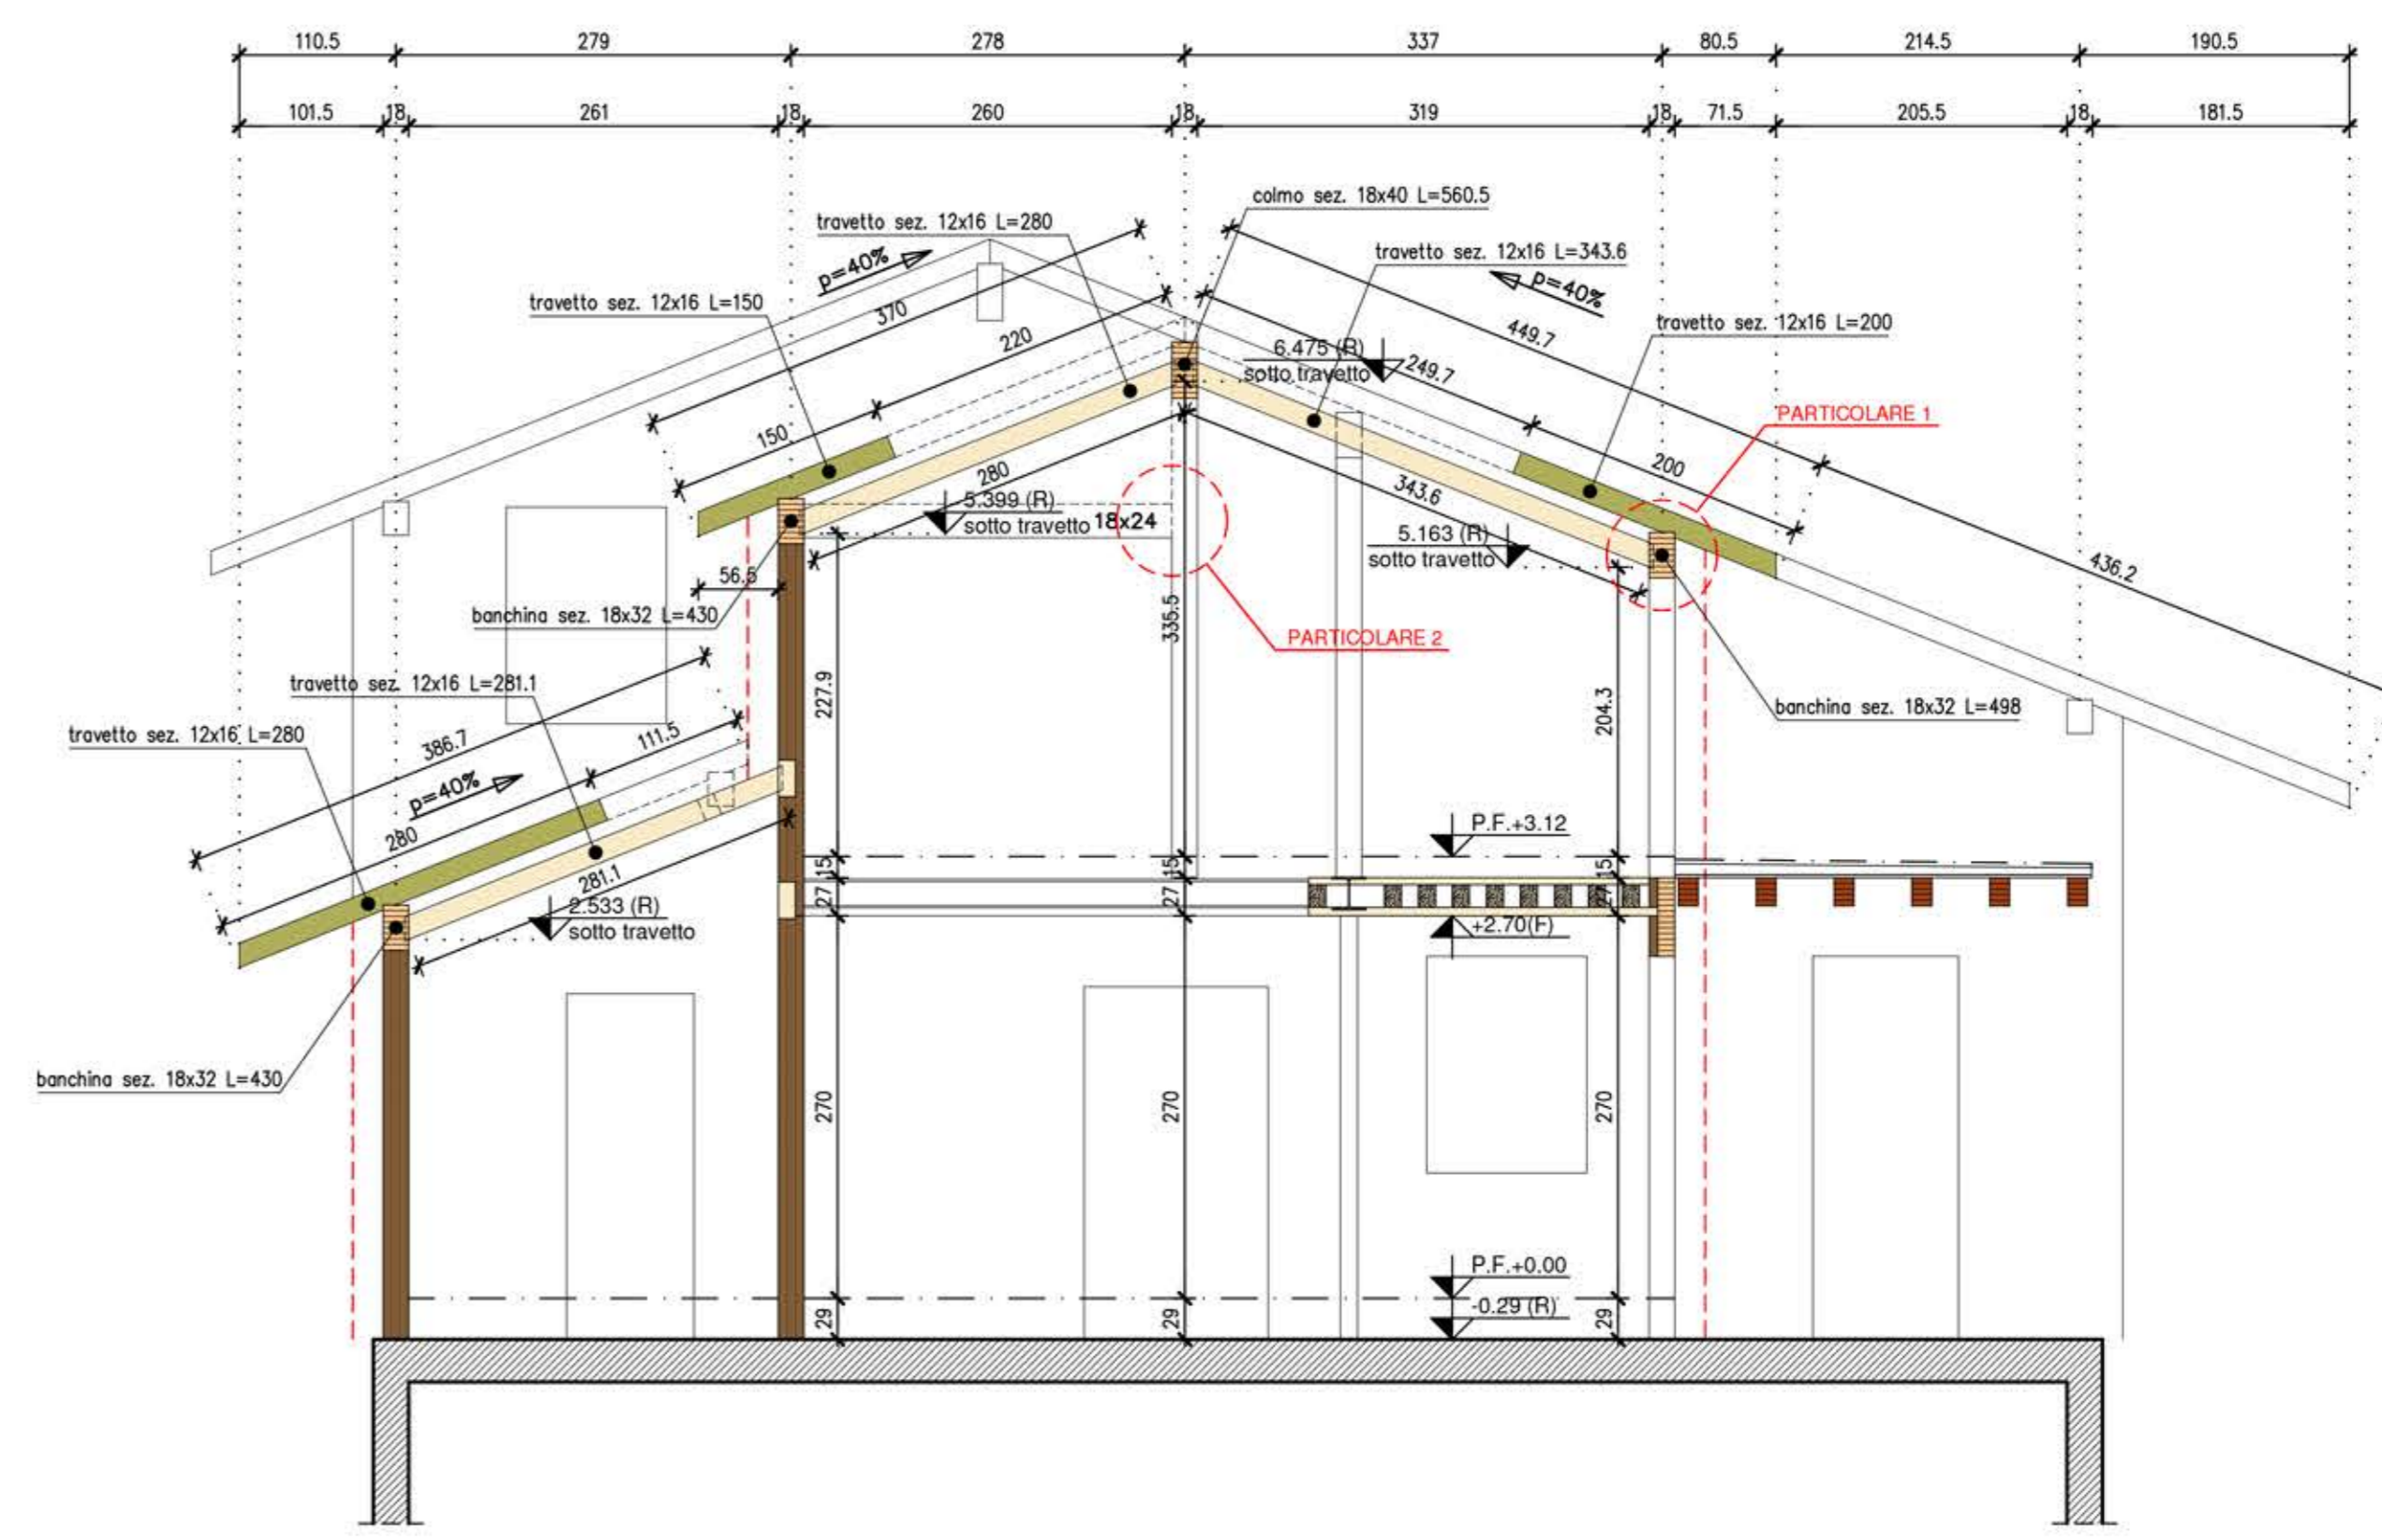 110.5 279 278 337 80.5 214.5 190.5
101.5 18 261 18 260 18 319 18 71.5 205.5 18 181.5
colmo sez. 18x40 L=560.5
travetto sez. 12x16 L=280
travetto sez. 12x16 L=343.6
p=40%
p=40%
travetto sez. 12x16 L=150
370
449.7
travetto sez. 12x16 L=200
220
6.475 (R)
sotto travetto
249.7
PARTICOLARE 1
150
280
200
343.6
5.399 (R)
sotto travetto 18x24
5.163 (R)
sotto travetto
436.2
56.5
banchina sez. 18x32 L=430
335.5
PARTICOLARE 2
travetto sez. 12x16 L=281.1
227.9
204.3
banchina sez. 18x32 L=498
travetto sez. 12x16 L=280
386.7
111.5
p=40%
280
P.F.+3.12
15 15 15
281.1
27 27 27
2.533 (R)
sotto travetto
+2.70(F)
banchina sez. 18x32 L=430
270 270 270
P.F.+0.00
-0.29 (R)
29 29 29